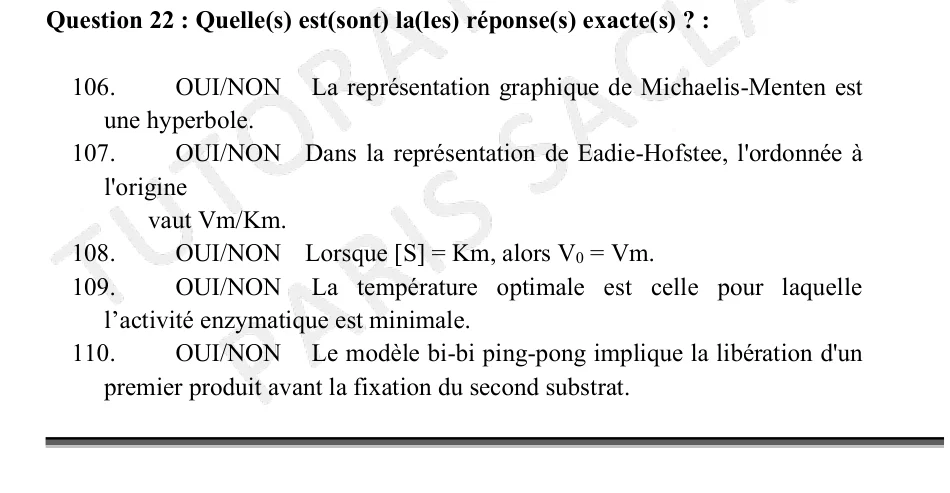 Question 22 : Quelle(s) est(sont) la(les) réponse(s) exacte(s) ? :
106. OUI/NON La représentation graphique de Michaelis-Menten est
une hyperbole.
107. OUI/NON Dans la représentation de Eadie-Hofstee, l'ordonnée à
l'origine
vaut Vm/Km.
108. OUI/NON Lorsque [S] = Km, alors V₀ = Vm.
109. OUI/NON La température optimale est celle pour laquelle
l’activité enzymatique est minimale.
110. OUI/NON Le modèle bi-bi ping-pong implique la libération d'un
premier produit avant la fixation du second substrat.
TUTORAT
PARIS SACLA